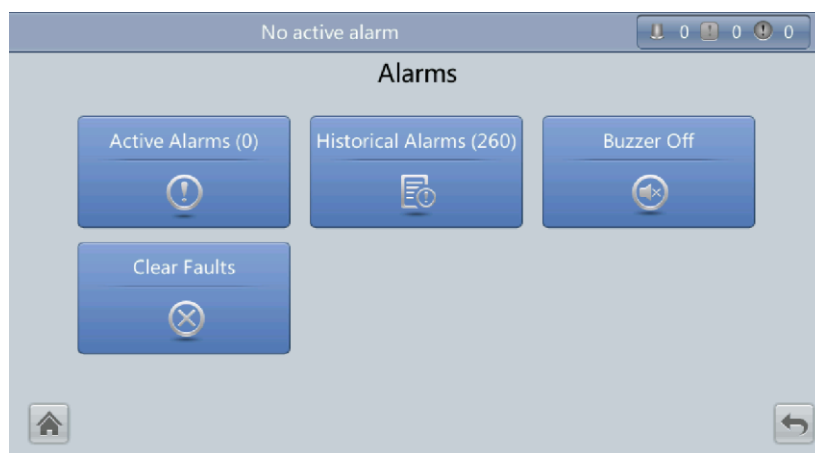 No active alarm
0 0 0
Alarms
Active Alarms (0)
Historical Alarms (260)
Buzzer Off
Clear Faults